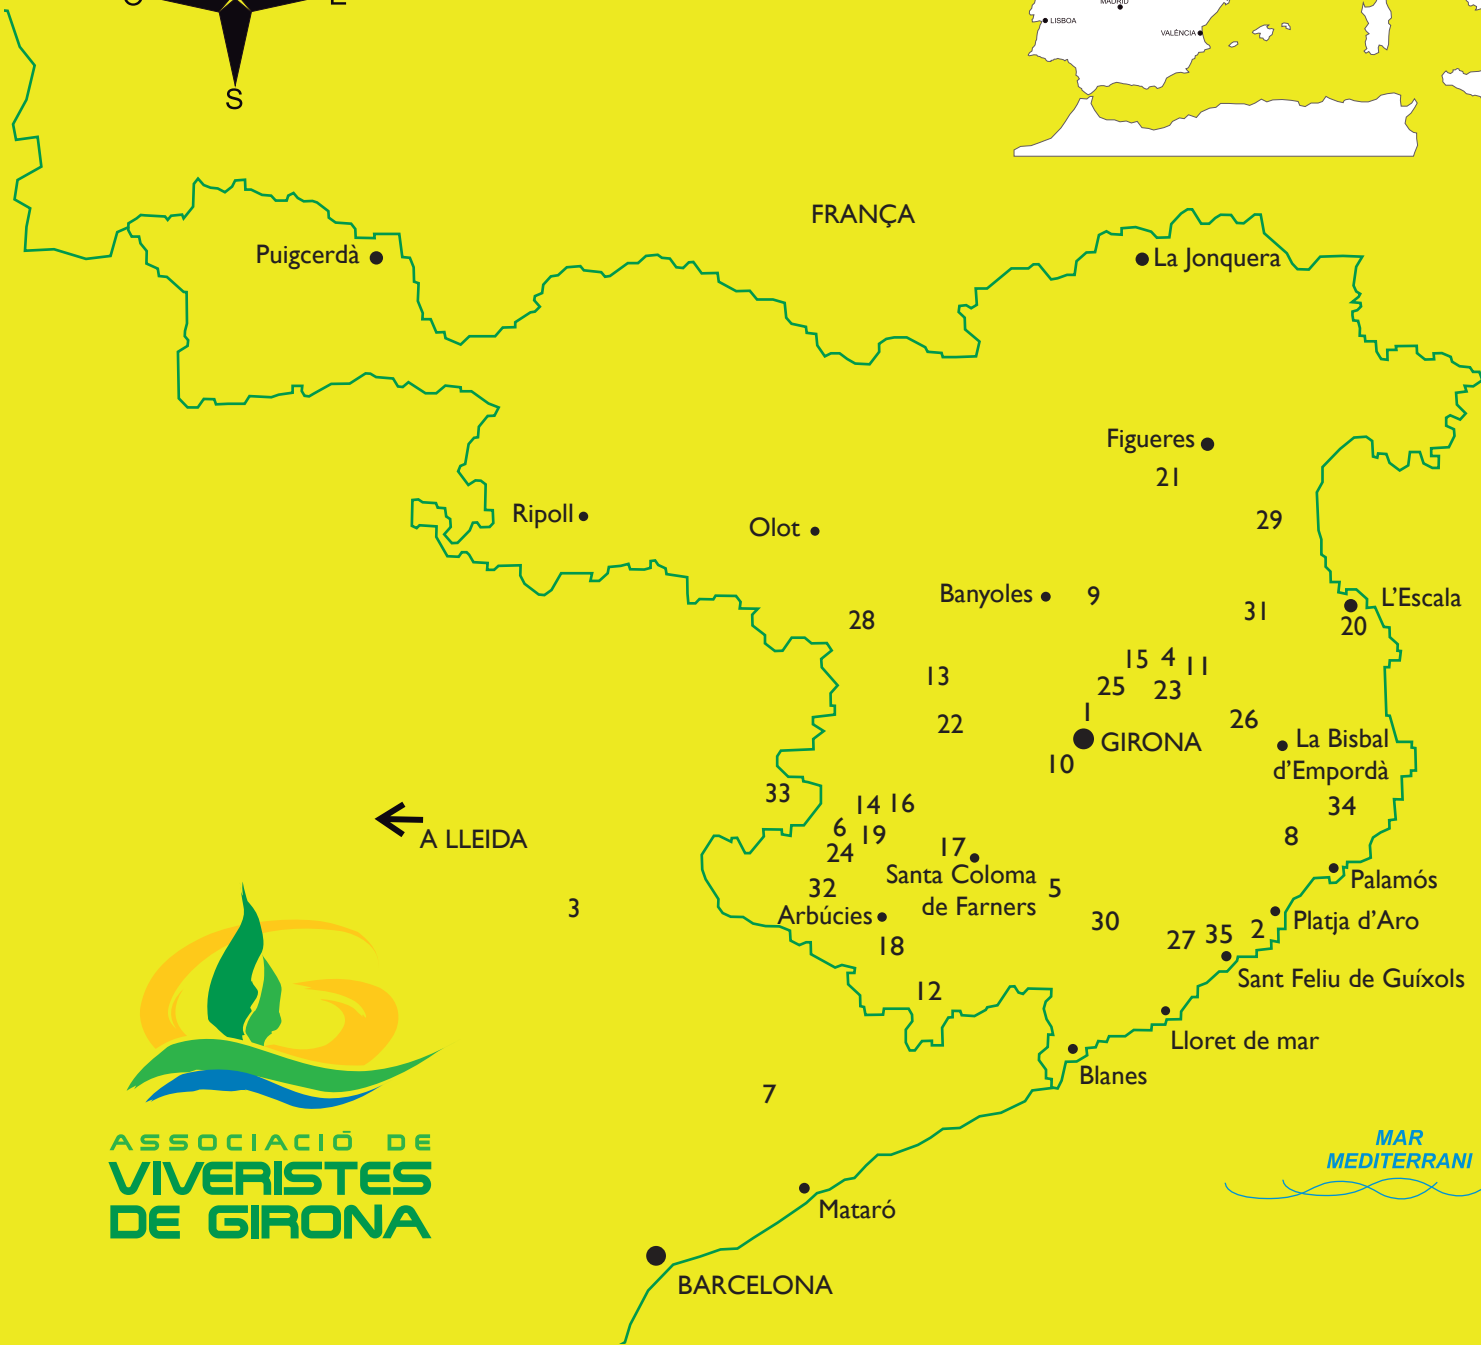 MADRID
LISBOA
VALÈNCIA
S
FRANÇA
Puigcerdà
La Jonquera
Figueres
21
Ripoll
Olot
29
Banyoles
9
L'Escala
28
31
20
13
15
4
11
25
23
1
22
26
GIRONA
La Bisbal
d'Empordà
10
33
14
16
34
6
19
8
A LLEIDA
24
17
Santa Coloma
de Farners
32
5
Palamós
3
Arbúcies
30
Platja d'Aro
18
27
35
2
Sant Feliu de Guíxols
12
Lloret de mar
Blanes
7
ASSOCIACIÓ DE
VIVERISTES
DE GIRONA
MAR
MEDITERRANI
Mataró
BARCELONA